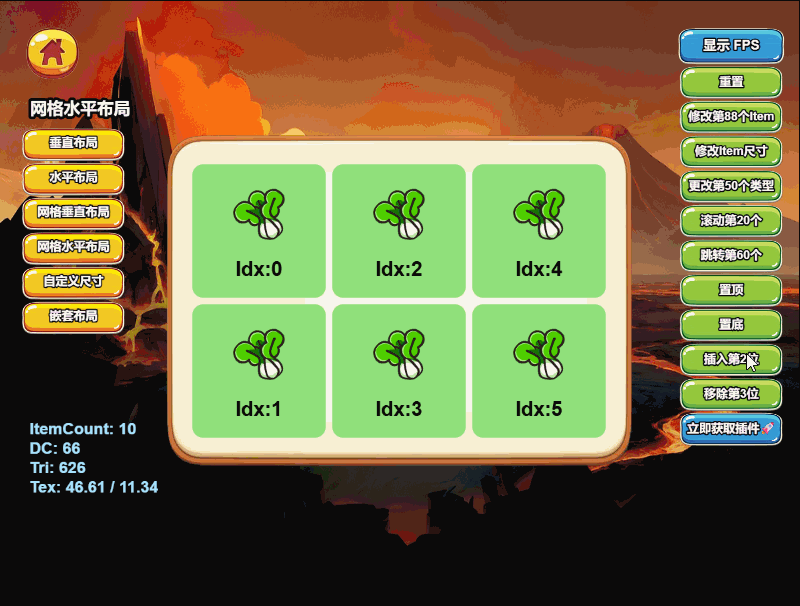 网格水平布局
垂直布局
水平布局
网格垂直布局
网格水平布局
自定义尺寸
嵌套布局
ItemCount: 10
DC: 66
Tri: 626
Tex: 46.61 / 11.34
Idx:0
Idx:2
Idx:4
Idx:1
Idx:3
Idx:5
显示 FPS
重置
修改第88个Item
修改Item尺寸
更改第50个类型
滚动第20个
跳转第60个
置顶
置底
插入第2位
移除第3位
立即获取插件🚀